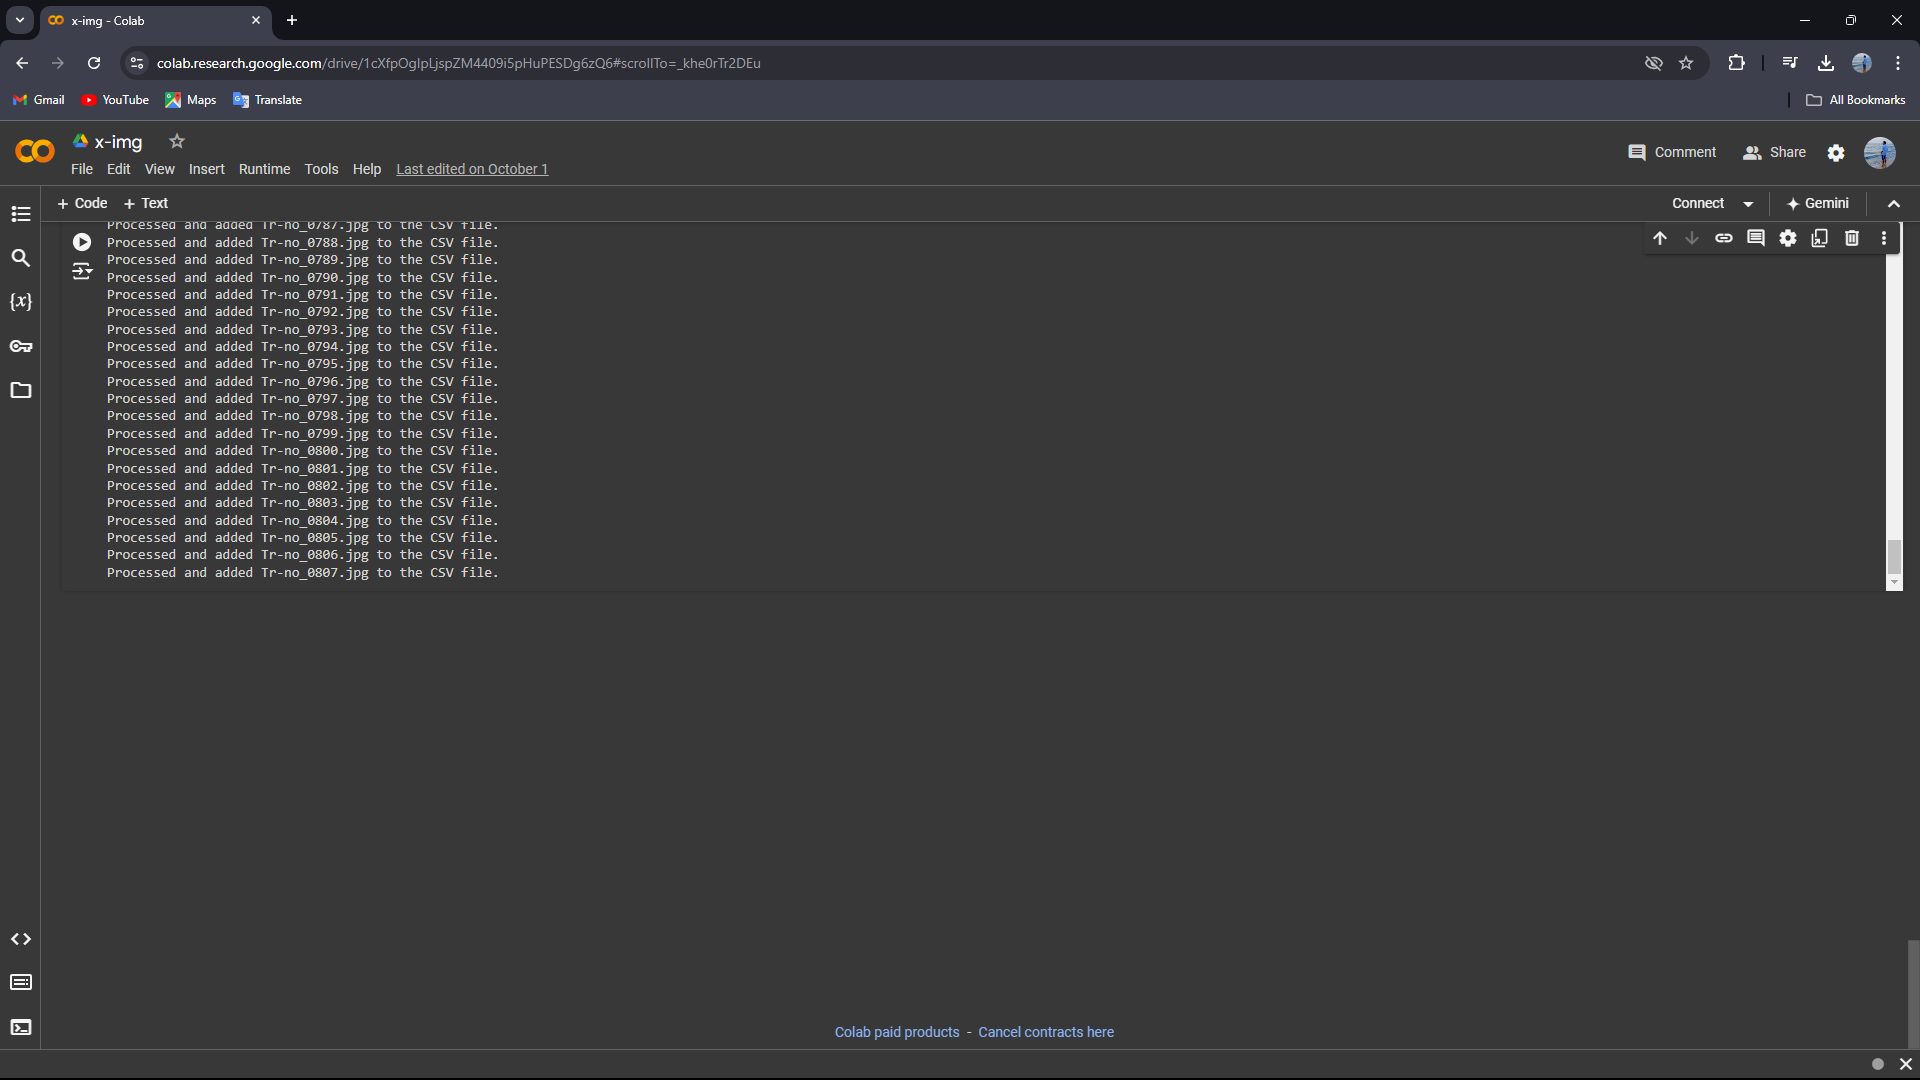 x-img - Colab
colab.research.google.com/drive/1cXfpOglpLjspZM4409i5pHuPESDg6zQ6#scrollTo=_khe0rTr2DEu
Gmail YouTube Maps Translate All Bookmarks
x-img
Comment Share
File Edit View Insert Runtime Tools Help Last edited on October 1
+ Code + Text Connect Gemini
Processed and added Tr-no_0787.jpg to the CSV file.
Processed and added Tr-no_0788.jpg to the CSV file.
Processed and added Tr-no_0789.jpg to the CSV file.
Processed and added Tr-no_0790.jpg to the CSV file.
Processed and added Tr-no_0791.jpg to the CSV file.
Processed and added Tr-no_0792.jpg to the CSV file.
Processed and added Tr-no_0793.jpg to the CSV file.
Processed and added Tr-no_0794.jpg to the CSV file.
Processed and added Tr-no_0795.jpg to the CSV file.
Processed and added Tr-no_0796.jpg to the CSV file.
Processed and added Tr-no_0797.jpg to the CSV file.
Processed and added Tr-no_0798.jpg to the CSV file.
Processed and added Tr-no_0799.jpg to the CSV file.
Processed and added Tr-no_0800.jpg to the CSV file.
Processed and added Tr-no_0801.jpg to the CSV file.
Processed and added Tr-no_0802.jpg to the CSV file.
Processed and added Tr-no_0803.jpg to the CSV file.
Processed and added Tr-no_0804.jpg to the CSV file.
Processed and added Tr-no_0805.jpg to the CSV file.
Processed and added Tr-no_0806.jpg to the CSV file.
Processed and added Tr-no_0807.jpg to the CSV file.
Colab paid products - Cancel contracts here